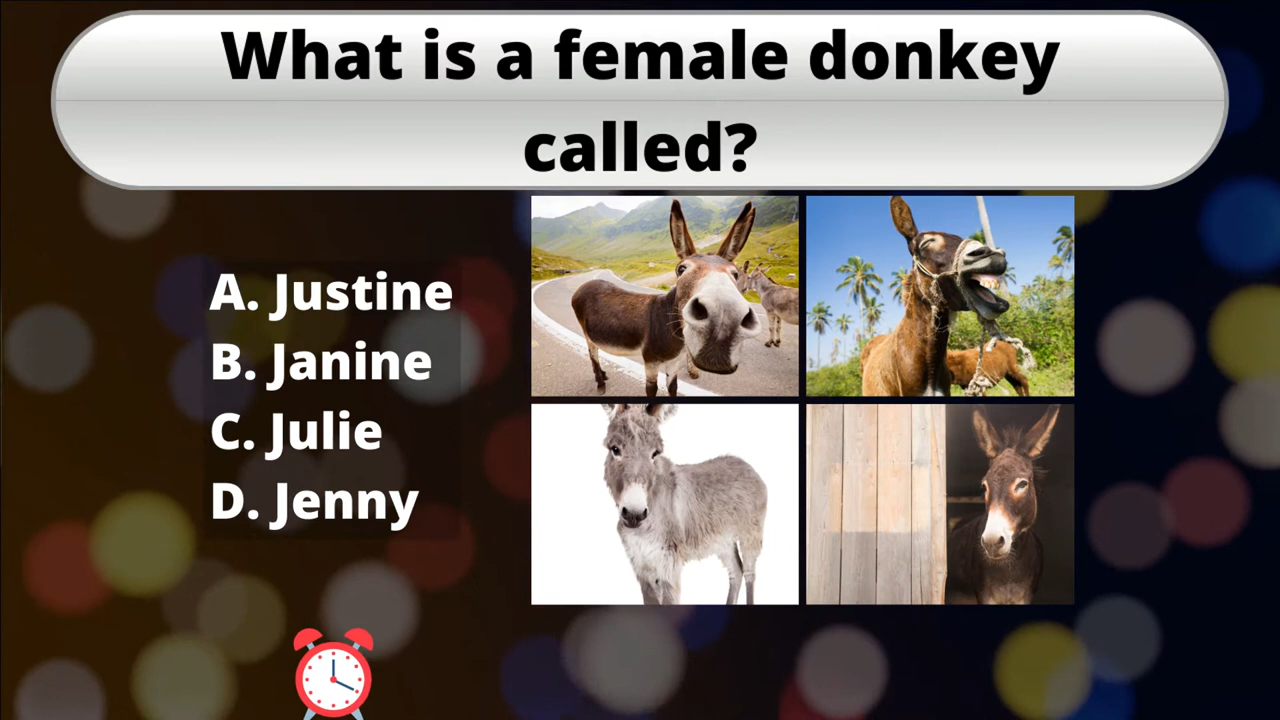 What is a female donkey
called?
A. Justine
B. Janine
C. Julie
D. Jenny